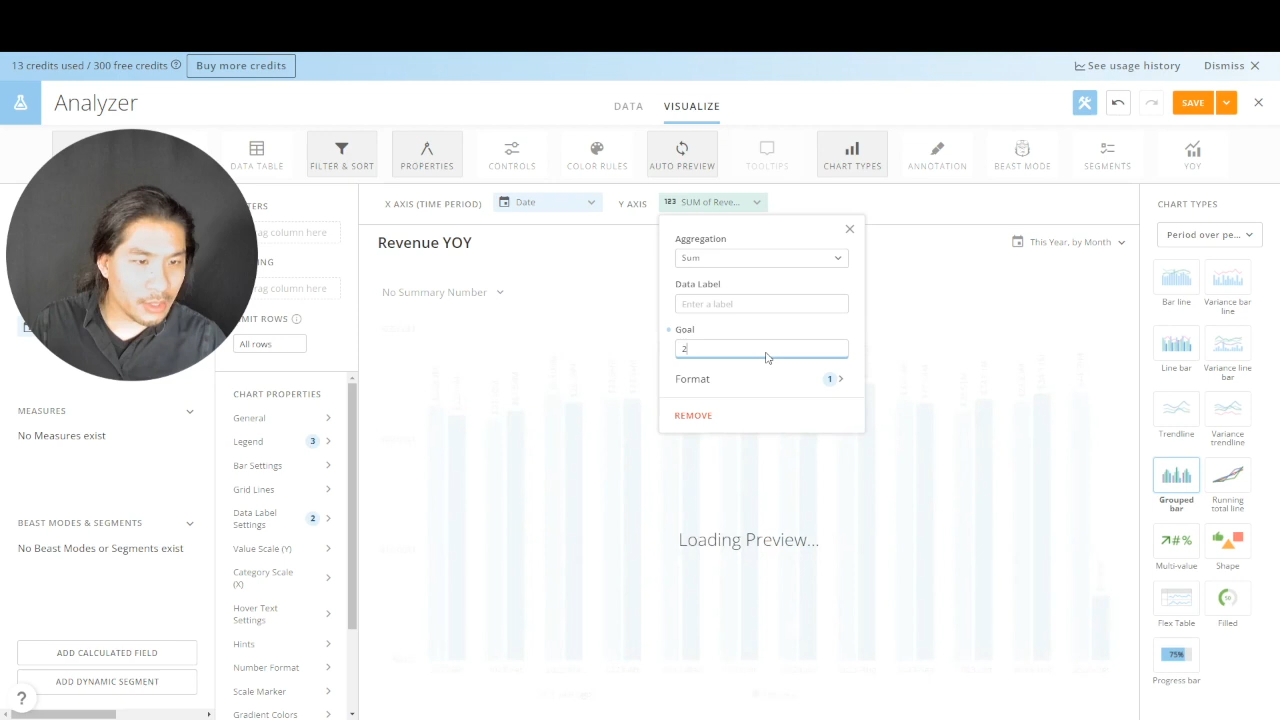 13 credits used / 300 free credits
Buy more credits
See usage history
Dismiss
Analyzer
DATA
VISUALIZE
SAVE
DATA TABLE
FILTER & SORT
PROPERTIES
CONTROLS
COLOR RULES
AUTO PREVIEW
TOOLTIPS
CHART TYPES
ANNOTATION
BEAST MODE
SEGMENTS
YOY
X AXIS (TIME PERIOD)
Date
Y AXIS
123 SUM of Reve...
column here
column here
All rows
MEASURES
No Measures exist
BEAST MODES & SEGMENTS
No Beast Modes or Segments exist
ADD CALCULATED FIELD
ADD DYNAMIC SEGMENT
?
CHART PROPERTIES
General
Legend 3
Bar Settings
Grid Lines
Data Label
Settings 2
Value Scale (Y)
Category Scale
(X)
Hover Text
Settings
Hints
Number Format
Scale Marker
Gradient Colors
Revenue YOY
This Year, by Month
No Summary Number
Aggregation
Sum
Data Label
Enter a label
Goal
2
Format 1
REMOVE
Loading Preview...
CHART TYPES
Period over pe...
Bar line
Variance bar
line
Line bar
Variance line
bar
Trendline
Variance
trendline
Grouped
bar
Running
total line
#%
Multi-value
Shape
Flex Table
50
Filled
75%
Progress bar